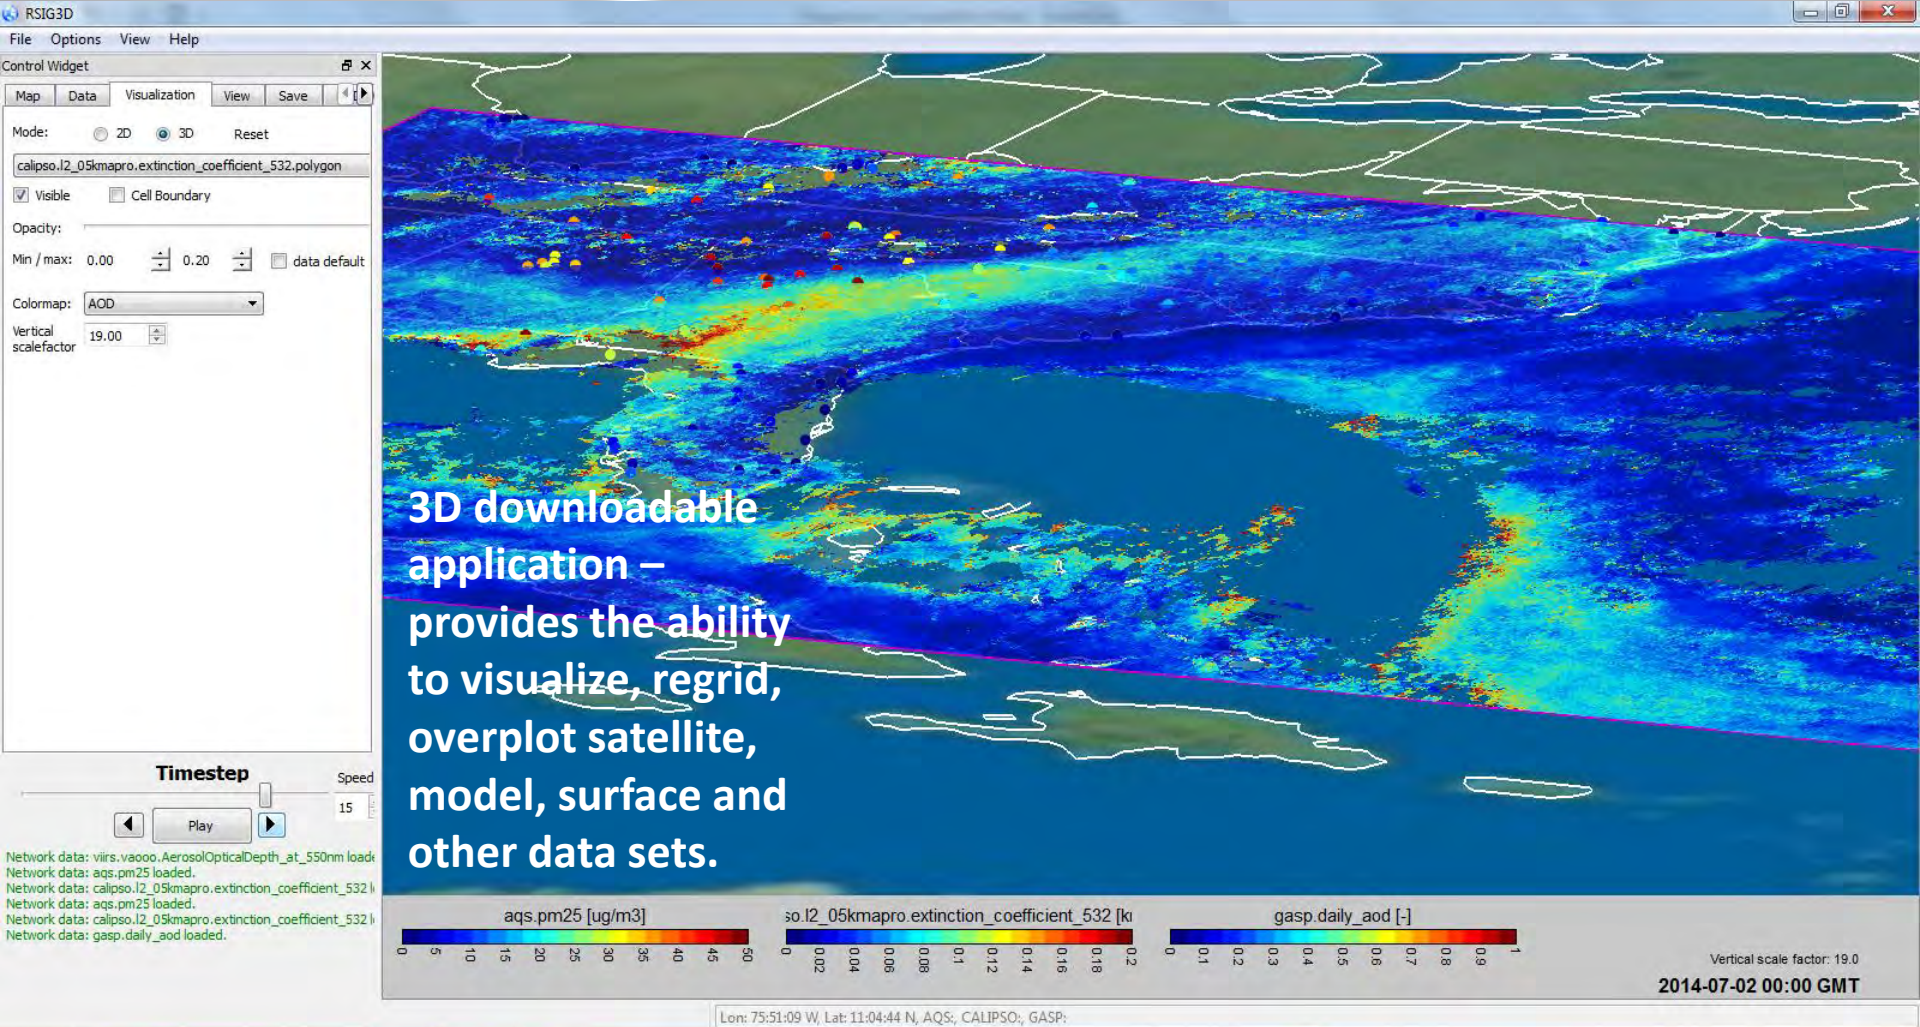 RSIG3D
File Options View Help
Control Widget
Map Data Visualization View Save
Mode: 2D 3D Reset
calipso.l2_05kmapro.extinction_coefficient_532.polygon
Visible Cell Boundary
Opacity:
Min / max: 0.00 0.20 data default
Colormap: AOD
Vertical
scalefactor 19.00
Timestep
Speed
15
Play
Network data: viirs.vaooo.AerosolOpticalDepth_at_550nm loade
Network data: aqs.pm25 loaded.
Network data: calipso.l2_05kmapro.extinction_coefficient_532 l
Network data: aqs.pm25 loaded.
Network data: calipso.l2_05kmapro.extinction_coefficient_532 l
Network data: gasp.daily_aod loaded.
3D downloadable
application –
provides the ability
to visualize, regrid,
overplot satellite,
model, surface and
other data sets.
aqs.pm25 [ug/m3]
0 5 10 15 20 25 30 35 40 45 50
so.l2_05kmapro.extinction_coefficient_532 [k
0 0.02 0.04 0.06 0.08 0.1 0.12 0.14 0.16 0.18 0.2
gasp.daily_aod [-]
0 0.1 0.2 0.3 0.4 0.5 0.6 0.7 0.8 0.9 1
Vertical scale factor: 19.0
2014-07-02 00:00 GMT
Lon: 75:51:09 W, Lat: 11:04:44 N, AQS:, CALIPSO:, GASP: